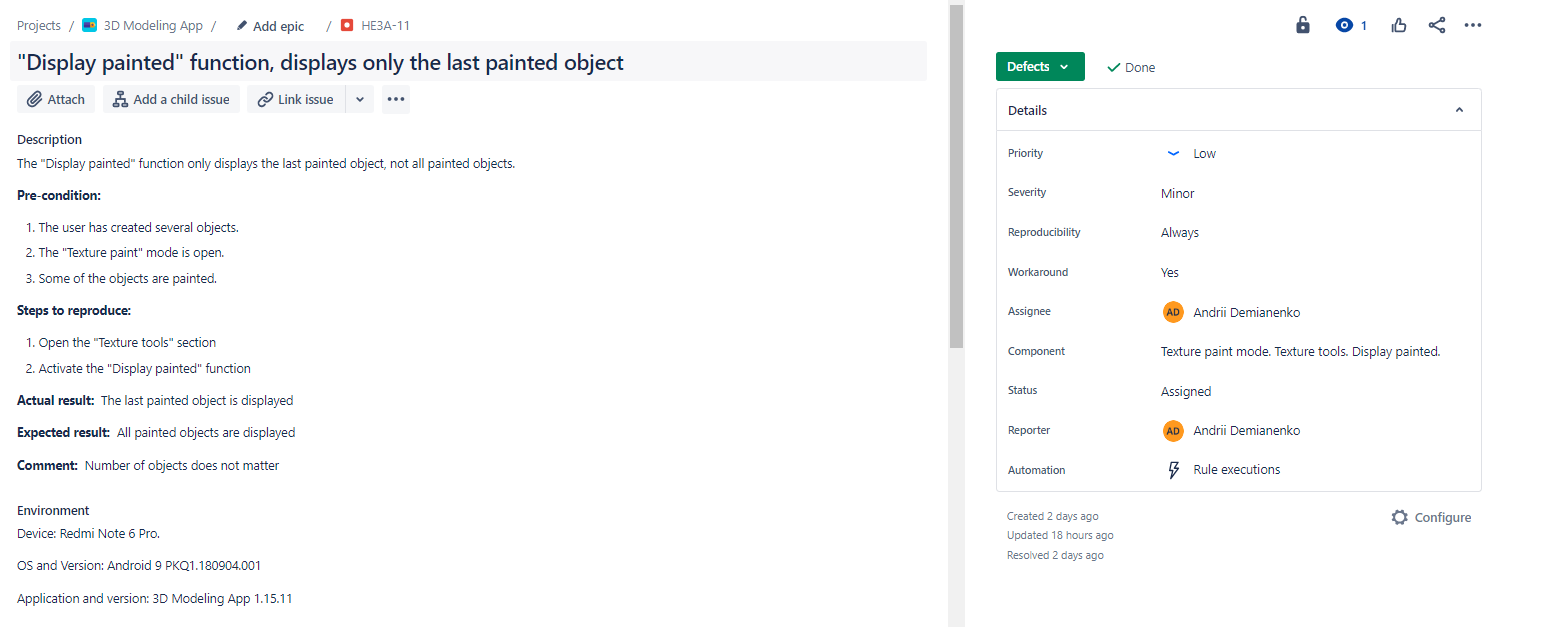 Projects / 3D Modeling App / Add epic / HE3A-11
"Display painted" function, displays only the last painted object
Attach Add a child issue Link issue
Description
The "Display painted" function only displays the last painted object, not all painted objects.
Pre-condition:
1. The user has created several objects.
2. The "Texture paint" mode is open.
3. Some of the objects are painted.
Steps to reproduce:
1. Open the "Texture tools" section
2. Activate the "Display painted" function
Actual result: The last painted object is displayed
Expected result: All painted objects are displayed
Comment: Number of objects does not matter
Environment
Device: Redmi Note 6 Pro.
OS and Version: Android 9 PKQ1.180904.001
Application and version: 3D Modeling App 1.15.11
1
Defects Done
Details
Priority Low
Severity Minor
Reproducibility Always
Workaround Yes
Assignee AD Andrii Demianenko
Component Texture paint mode. Texture tools. Display painted.
Status Assigned
Reporter AD Andrii Demianenko
Automation Rule executions
Created 2 days ago Configure
Updated 18 hours ago
Resolved 2 days ago